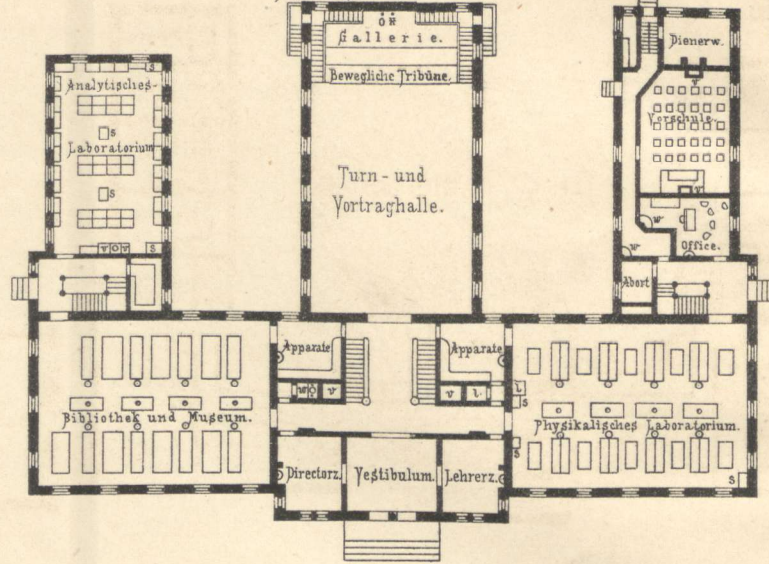 OR
Gallerie.
Bewegliche Tribüne.
Dienerw.
v
Vorschule.
v
Office.
w
w
Abort
S
Analytisches-
Laboratorium
S
S
v O v S
Turn- und
Vortraghalle.
Apparate
Apparate
w v
v l.
l
S
Bibliothek und Museum.
Physikalisches Laboratorium.
S
S
Directorz.
Vestibulum.
Lehrerz.